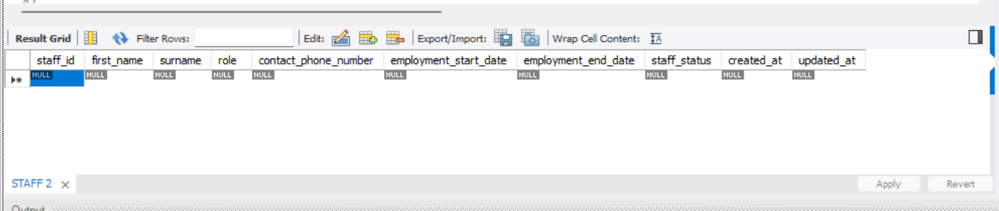 Result Grid Filter Rows: Edit: Export/Import: Wrap Cell Content:
staff_id first_name surname role contact_phone_number employment_start_date employment_end_date staff_status created_at updated_at
NULL NULL NULL NULL NULL NULL NULL NULL NULL NULL
STAFF 2 Apply Revert
Output